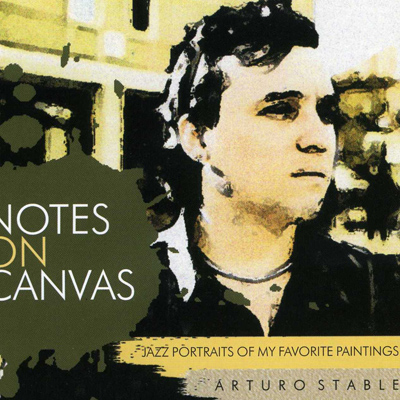 NOTES
ON
CANVAS
JAZZ PORTRAITS OF MY FAVORITE PAINTINGS
ARTURO STABLE